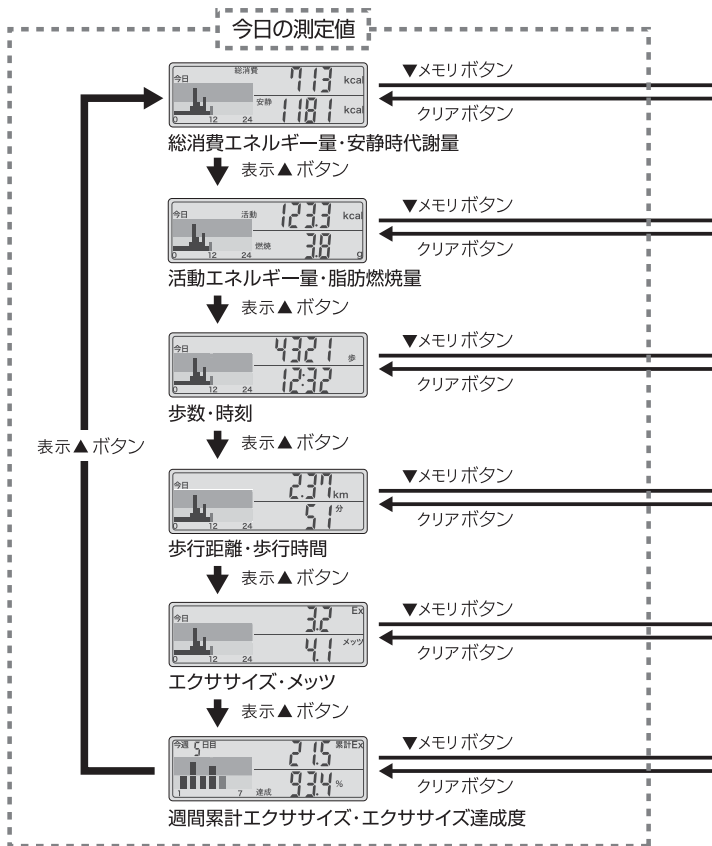 今日の測定値
今日 総消費 713 kcal
安静 1181 kcal
0 12 24
▼メモリボタン
クリアボタン
総消費エネルギー量・安静時代謝量
表示▲ボタン
今日 活動 123.3 kcal
燃焼 3.8 g
0 12 24
▼メモリボタン
クリアボタン
活動エネルギー量・脂肪燃焼量
表示▲ボタン
今日 4321 歩
12:32
0 12 24
▼メモリボタン
クリアボタン
歩数・時刻
表示▲ボタン
表示▲ボタン
今日 2.37 km
51 分
0 12 24
▼メモリボタン
クリアボタン
歩行距離・歩行時間
表示▲ボタン
今日 3.2 Ex
4.1 メッツ
0 12 24
▼メモリボタン
クリアボタン
エクササイズ・メッツ
表示▲ボタン
今週 5日目 21.5 累計Ex
達成 93.4 %
1 7
▼メモリボタン
クリアボタン
週間累計エクササイズ・エクササイズ達成度